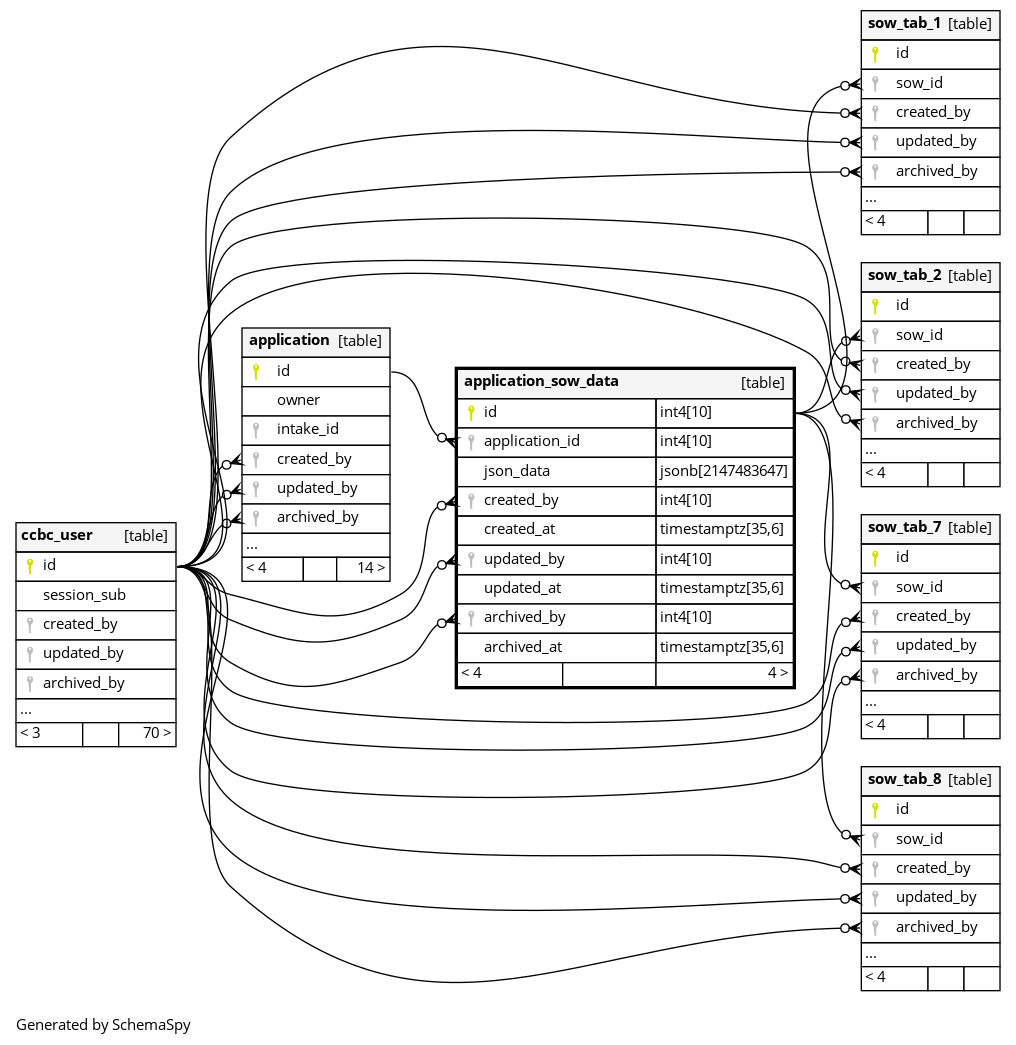 sow_tab_1 [table]
id
sow_id
created_by
updated_by
archived_by
...
< 4
sow_tab_2 [table]
id
sow_id
created_by
updated_by
archived_by
...
< 4
application [table]
id
owner
intake_id
created_by
updated_by
archived_by
...
< 4 14 >
application_sow_data [table]
id int4[10]
application_id int4[10]
json_data jsonb[2147483647]
created_by int4[10]
created_at timestamptz[35,6]
updated_by int4[10]
updated_at timestamptz[35,6]
archived_by int4[10]
archived_at timestamptz[35,6]
< 4 4 >
ccbc_user [table]
id
session_sub
created_by
updated_by
archived_by
...
< 3 70 >
sow_tab_7 [table]
id
sow_id
created_by
updated_by
archived_by
...
< 4
sow_tab_8 [table]
id
sow_id
created_by
updated_by
archived_by
...
< 4
Generated by SchemaSpy